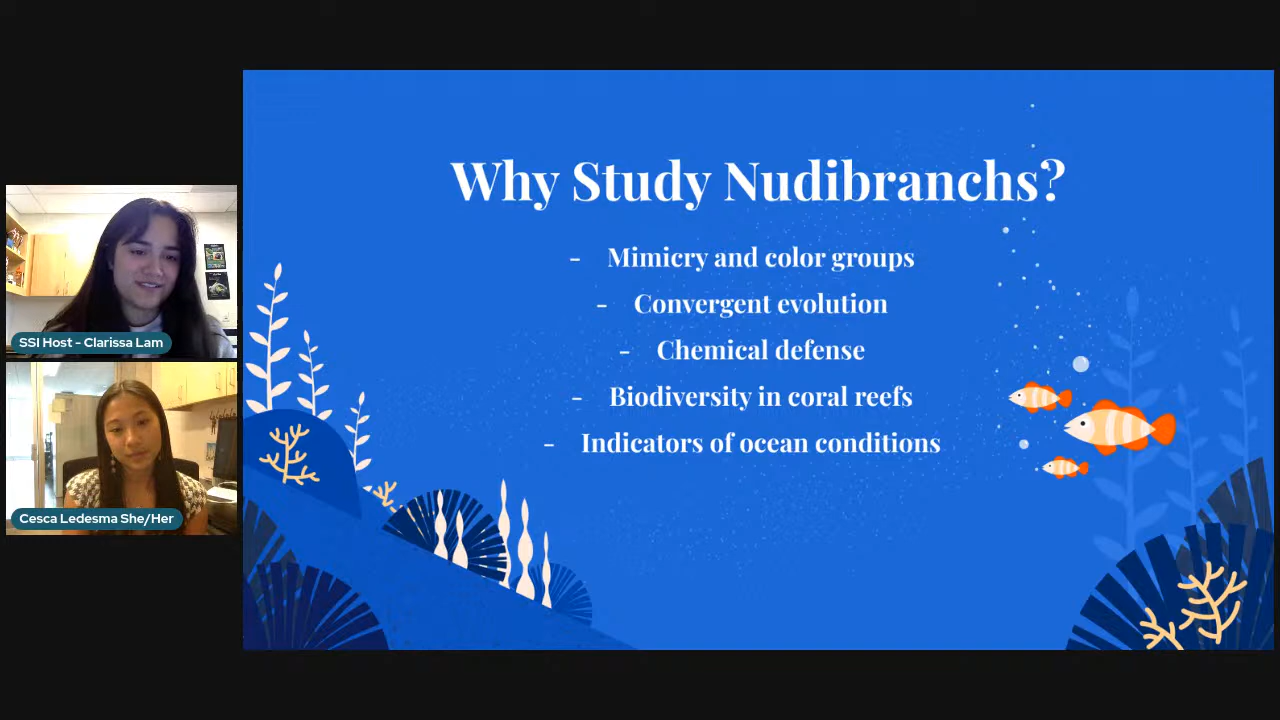 Why Study Nudibranchs?
- Mimicry and color groups
- Convergent evolution
- Chemical defense
- Biodiversity in coral reefs
- Indicators of ocean conditions
SSI Host - Clarissa Lam
Cesca Ledesma She/Her